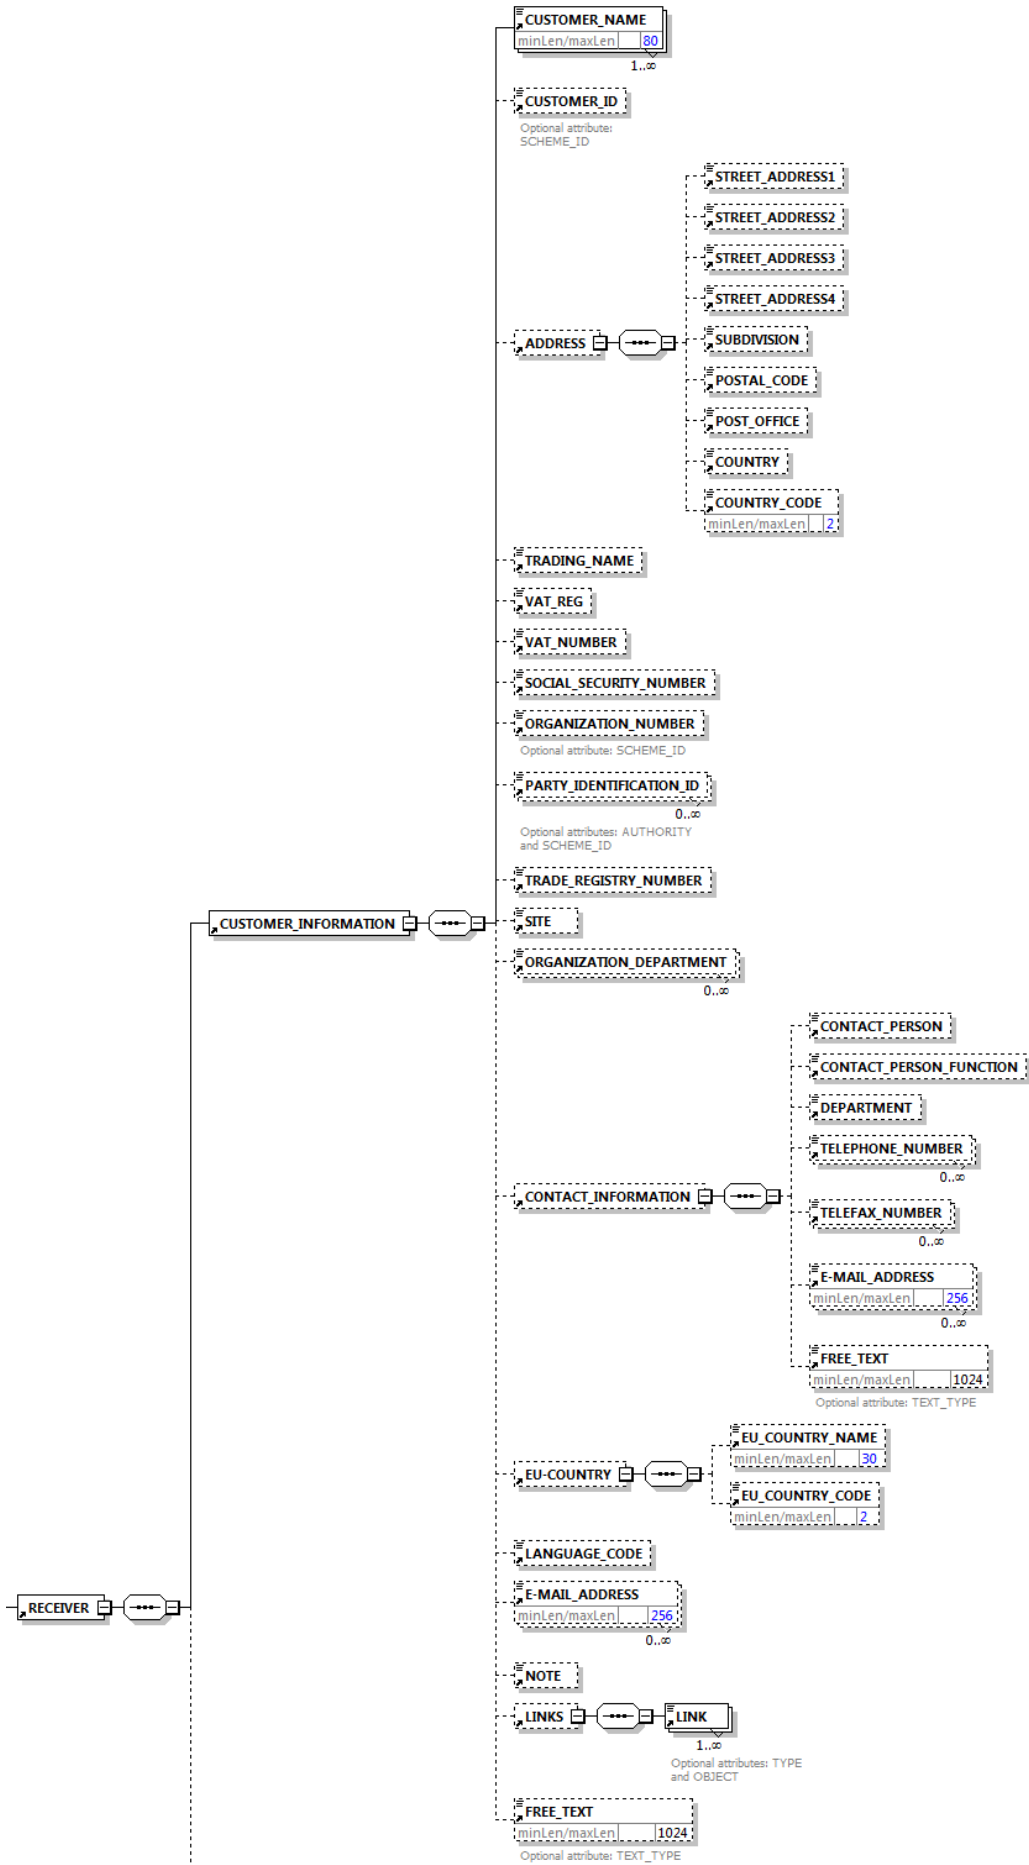 CUSTOMER_NAME
minLen/maxLen 80
1..∞
CUSTOMER_ID
Optional attribute:
SCHEME_ID
STREET_ADDRESS1
STREET_ADDRESS2
STREET_ADDRESS3
STREET_ADDRESS4
ADDRESS
SUBDIVISION
POSTAL_CODE
POST_OFFICE
COUNTRY
COUNTRY_CODE
minLen/maxLen 2
TRADING_NAME
VAT_REG
VAT_NUMBER
SOCIAL_SECURITY_NUMBER
ORGANIZATION_NUMBER
Optional attribute: SCHEME_ID
PARTY_IDENTIFICATION_ID
0..∞
Optional attributes: AUTHORITY
and SCHEME_ID
TRADE_REGISTRY_NUMBER
CUSTOMER_INFORMATION
SITE
ORGANIZATION_DEPARTMENT
0..∞
CONTACT_PERSON
CONTACT_PERSON_FUNCTION
DEPARTMENT
TELEPHONE_NUMBER
0..∞
CONTACT_INFORMATION
TELEFAX_NUMBER
0..∞
E-MAIL_ADDRESS
minLen/maxLen 256
0..∞
FREE_TEXT
minLen/maxLen 1024
Optional attribute: TEXT_TYPE
EU_COUNTRY_NAME
minLen/maxLen 30
EU-COUNTRY
EU_COUNTRY_CODE
minLen/maxLen 2
LANGUAGE_CODE
E-MAIL_ADDRESS
minLen/maxLen 256
0..∞
RECEIVER
NOTE
LINKS
LINK
1..∞
Optional attributes: TYPE
and OBJECT
FREE_TEXT
minLen/maxLen 1024
Optional attribute: TEXT_TYPE